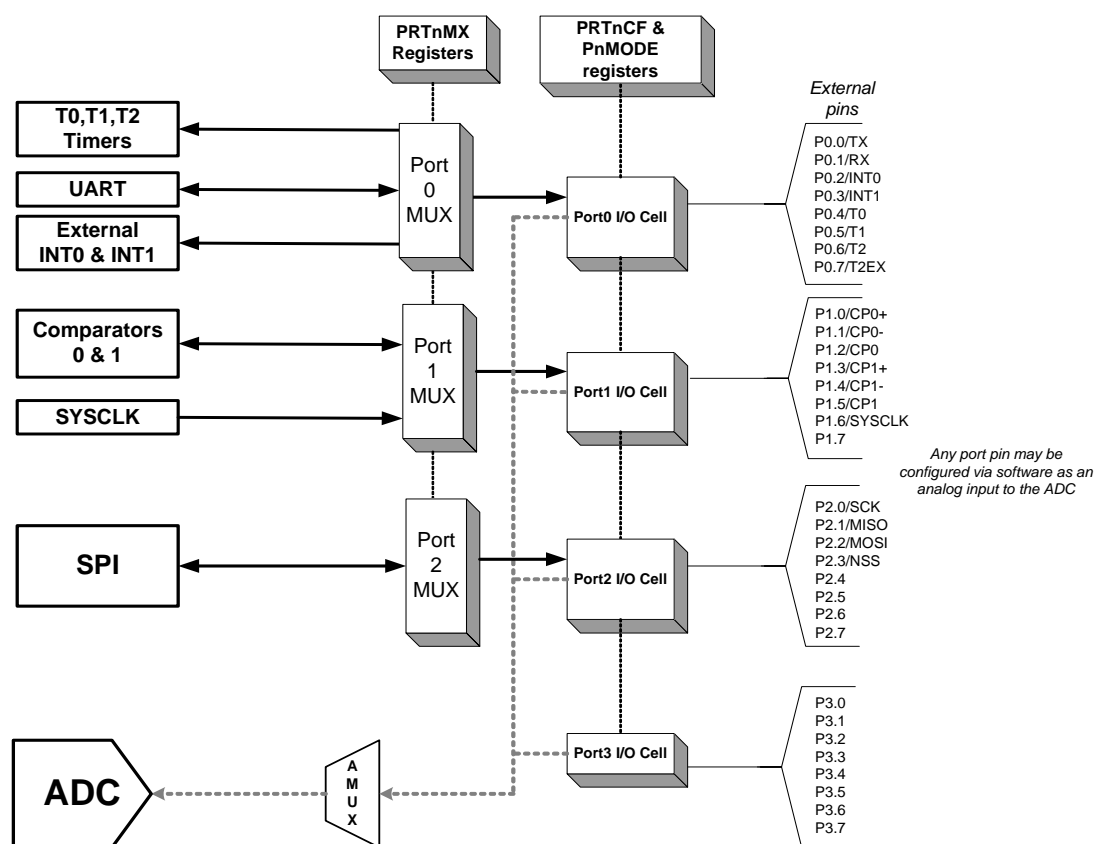 PRTnMX
Registers
PRTnCF &
PnMODE
registers
External
pins
T0,T1,T2
Timers
UART
External
INT0 & INT1
Port
0
MUX
Port0 I/O Cell
P0.0/TX
P0.1/RX
P0.2/INT0
P0.3/INT1
P0.4/T0
P0.5/T1
P0.6/T2
P0.7/T2EX
Comparators
0 & 1
SYSCLK
Port
1
MUX
Port1 I/O Cell
P1.0/CP0+
P1.1/CP0-
P1.2/CP0
P1.3/CP1+
P1.4/CP1-
P1.5/CP1
P1.6/SYSCLK
P1.7
Any port pin may be
configured via software as an
analog input to the ADC
SPI
Port
2
MUX
Port2 I/O Cell
P2.0/SCK
P2.1/MISO
P2.2/MOSI
P2.3/NSS
P2.4
P2.5
P2.6
P2.7
ADC
A
M
U
X
Port3 I/O Cell
P3.0
P3.1
P3.2
P3.3
P3.4
P3.5
P3.6
P3.7